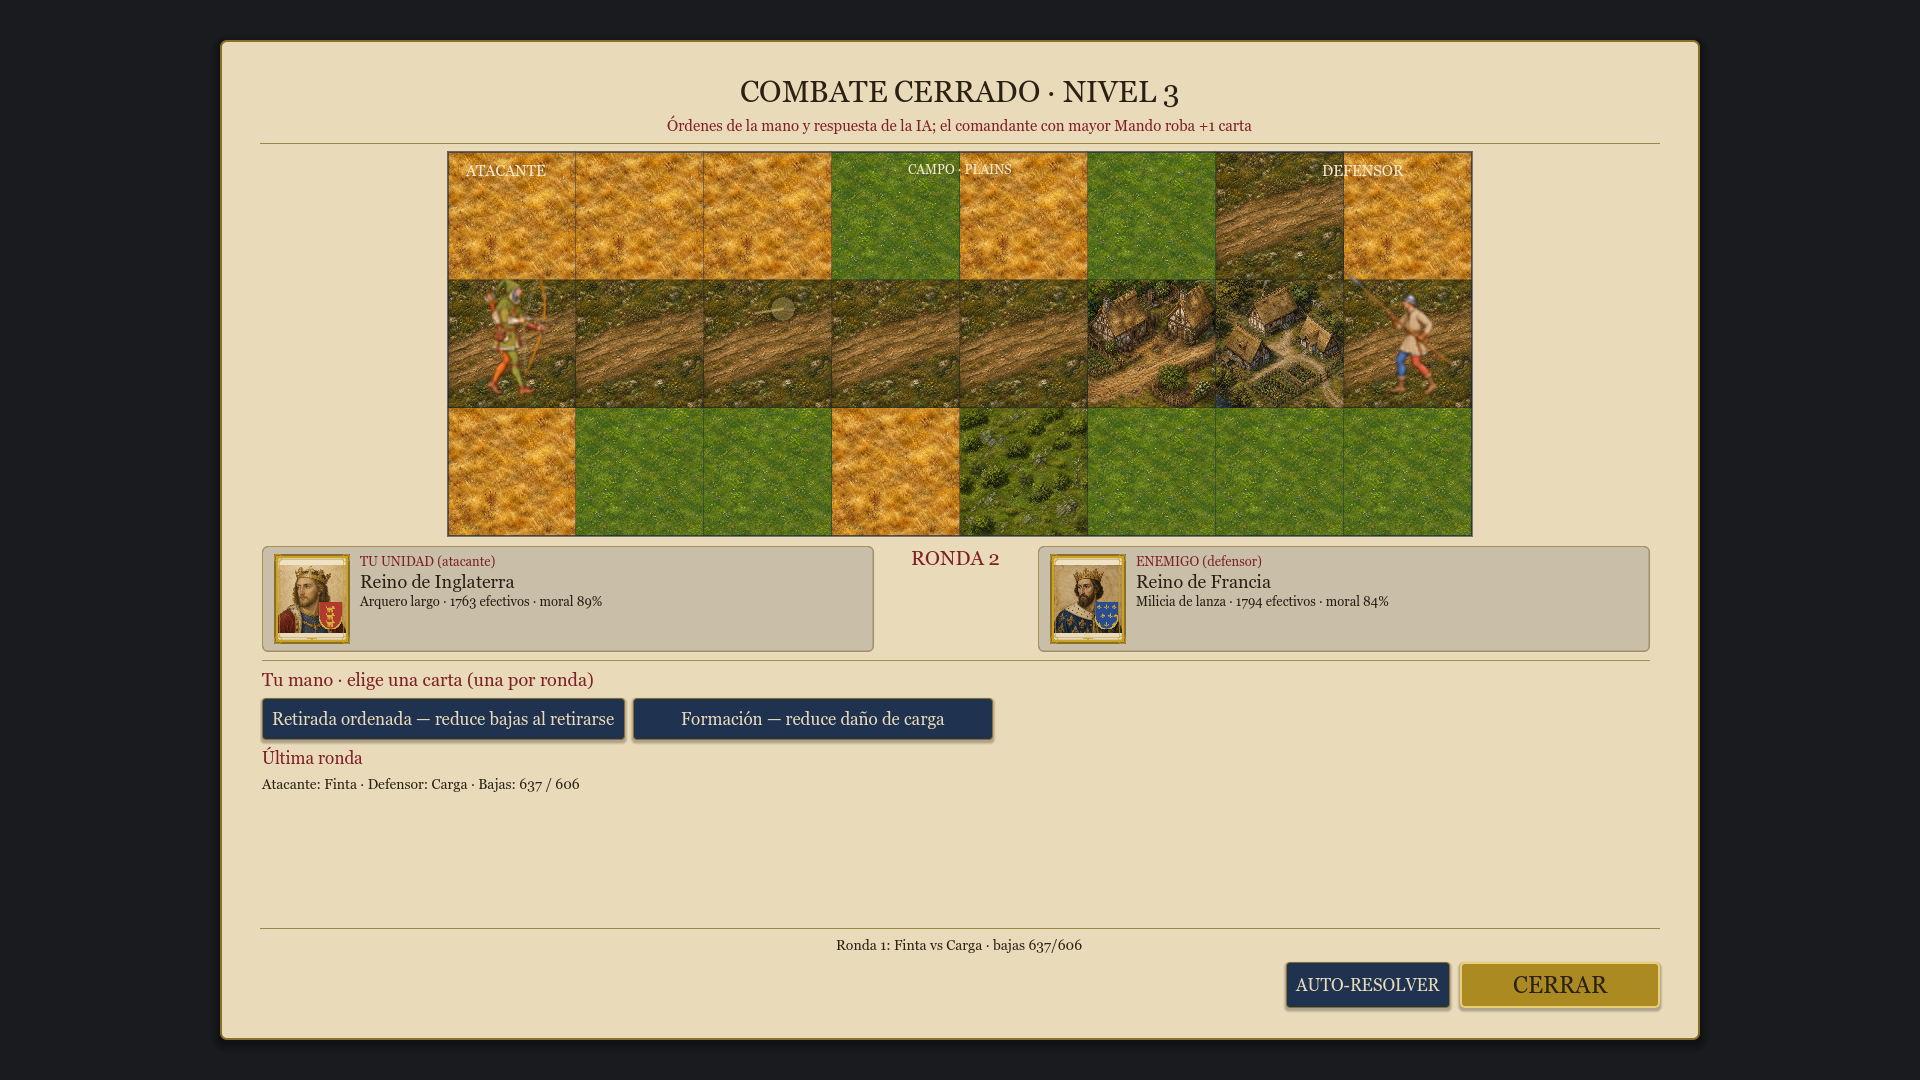 COMBATE CERRADO · NIVEL 3
Órdenes de la mano y respuesta de la IA; el comandante con mayor Mando roba +1 carta
ATACANTE
CAMPO · PLAINS
DEFENSOR
TU UNIDAD (atacante)
Reino de Inglaterra
Arquero largo · 1763 efectivos · moral 89%
RONDA 2
ENEMIGO (defensor)
Reino de Francia
Milicia de lanza · 1794 efectivos · moral 84%
Tu mano · elige una carta (una por ronda)
Retirada ordenada — reduce bajas al retirarse
Formación — reduce daño de carga
Última ronda
Atacante: Finta · Defensor: Carga · Bajas: 637 / 606
Ronda 1: Finta vs Carga · bajas 637/606
AUTO-RESOLVER
CERRAR